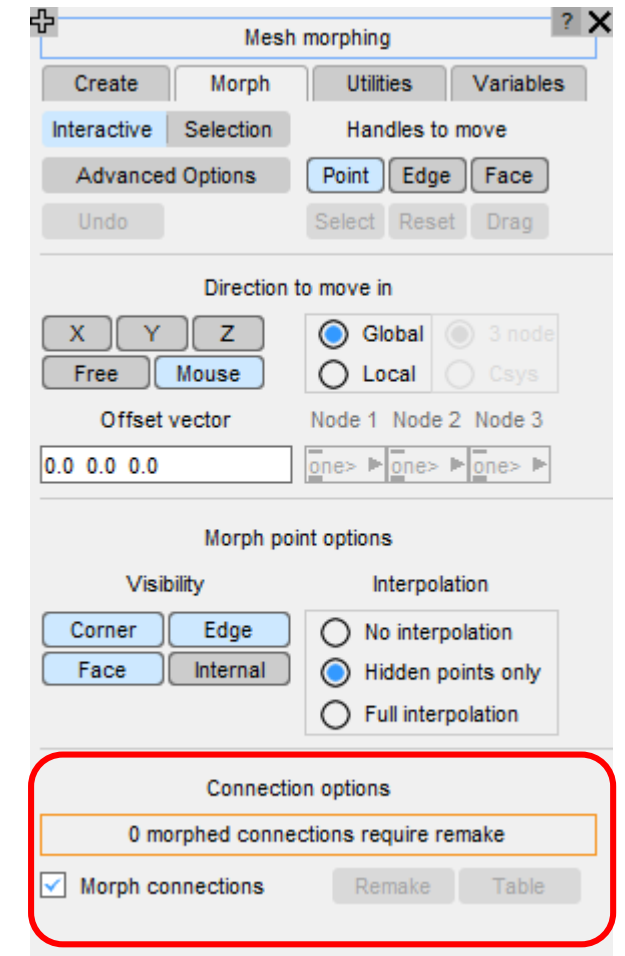 ?
Mesh morphing
Create Morph Utilities Variables
Interactive Selection Handles to move
Advanced Options Point Edge Face
Undo Select Reset Drag
Direction to move in
X Y Z Global 3 node
Free Mouse Local Csys
Offset vector Node 1 Node 2 Node 3
0.0 0.0 0.0 one> one> one>
Morph point options
Visibility Interpolation
Corner Edge No interpolation
Face Internal Hidden points only
Full interpolation
Connection options
0 morphed connections require remake
Morph connections Remake Table